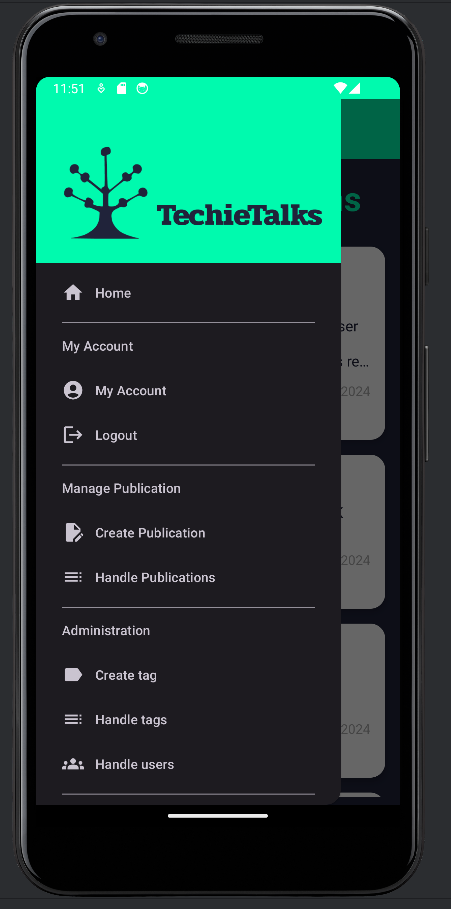 11:51
TechieTalks
s
Home
ser
My Account
s re...
My Account
2024
Logout
Manage Publication
Create Publication
2024
Handle Publications
Administration
Create tag
Handle tags
2024
Handle users